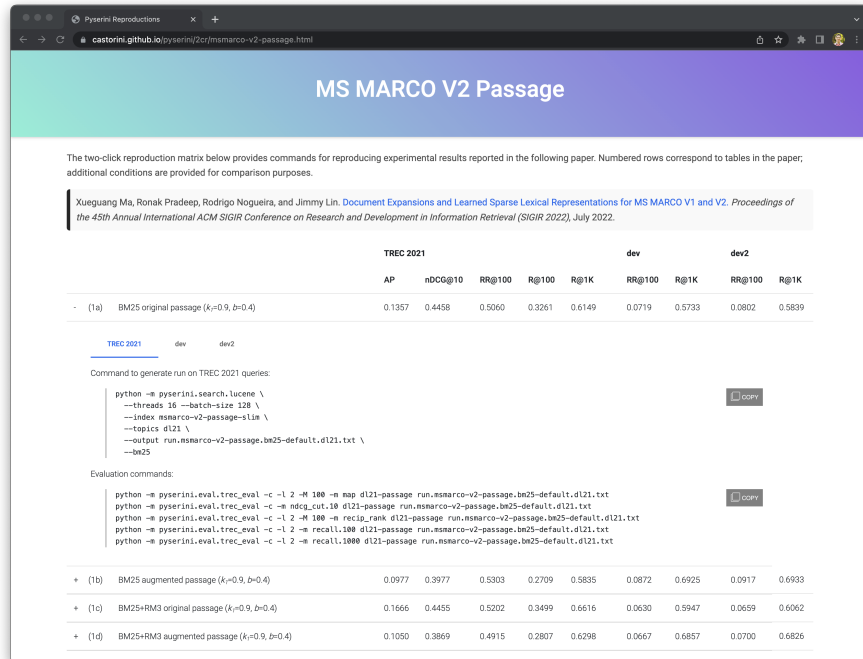 Pyserini Reproductions
castorini.github.io/pyserini/2cr/msmarco-v2-passage.html
MS MARCO V2 Passage
The two-click reproduction matrix below provides commands for reproducing experimental results reported in the following paper. Numbered rows correspond to tables in the paper;
additional conditions are provided for comparison purposes.
Xueguang Ma, Ronak Pradeep, Rodrigo Nogueira, and Jimmy Lin. Document Expansions and Learned Sparse Lexical Representations for MS MARCO V1 and V2. Proceedings of
the 45th Annual International ACM SIGIR Conference on Research and Development in Information Retrieval (SIGIR 2022), July 2022.
TREC 2021 dev dev2
AP nDCG@10 RR@100 R@100 R@1K RR@100 R@1K RR@100 R@1K
- (1a) BM25 original passage (k₁=0.9, b=0.4) 0.1357 0.4458 0.5060 0.3261 0.6149 0.0719 0.5733 0.0802 0.5839
TREC 2021 dev dev2
Command to generate run on TREC 2021 queries:
python -m pyserini.search.lucene \
--threads 16 --batch-size 128 \
--index msmarco-v2-passage-slim \
--topics dl21 \
--output run.msmarco-v2-passage.bm25-default.dl21.txt \
--bm25
COPY
Evaluation commands:
python -m pyserini.eval.trec_eval -c -l 2 -M 100 -m map dl21-passage run.msmarco-v2-passage.bm25-default.dl21.txt
python -m pyserini.eval.trec_eval -c -m ndcg_cut.10 dl21-passage run.msmarco-v2-passage.bm25-default.dl21.txt
python -m pyserini.eval.trec_eval -c -l 2 -M 100 -m recip_rank dl21-passage run.msmarco-v2-passage.bm25-default.dl21.txt
python -m pyserini.eval.trec_eval -c -l 2 -m recall.100 dl21-passage run.msmarco-v2-passage.bm25-default.dl21.txt
python -m pyserini.eval.trec_eval -c -l 2 -m recall.1000 dl21-passage run.msmarco-v2-passage.bm25-default.dl21.txt
COPY
+ (1b) BM25 augmented passage (k₁=0.9, b=0.4) 0.0977 0.3977 0.5303 0.2709 0.5835 0.0872 0.6925 0.0917 0.6933
+ (1c) BM25+RM3 original passage (k₁=0.9, b=0.4) 0.1666 0.4455 0.5202 0.3499 0.6616 0.0630 0.5947 0.0659 0.6062
+ (1d) BM25+RM3 augmented passage (k₁=0.9, b=0.4) 0.1050 0.3869 0.4915 0.2807 0.6298 0.0667 0.6857 0.0700 0.6826